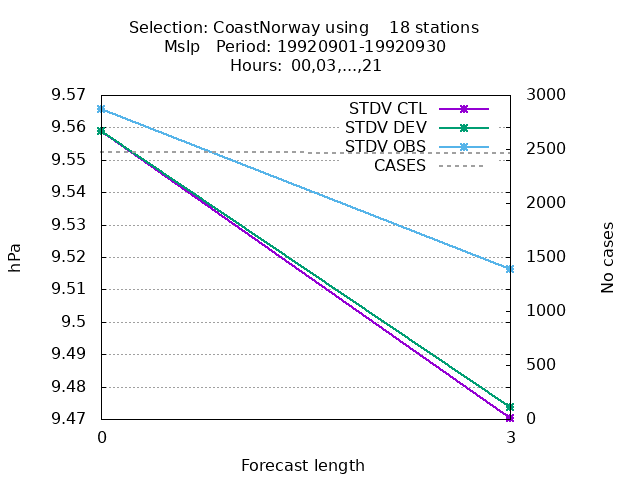 Selection: CoastNorway using    18 stations
Mslp   Period: 19920901-19920930
Hours: 00,03,...,21
9.57
9.56
9.55
9.54
9.53
9.52
9.51
9.5
9.49
9.48
9.47
hPa
STDV CTL
STDV DEV
STDV OBS
CASES
3000
2500
2000
1500
1000
500
0
No cases
0
3
Forecast length